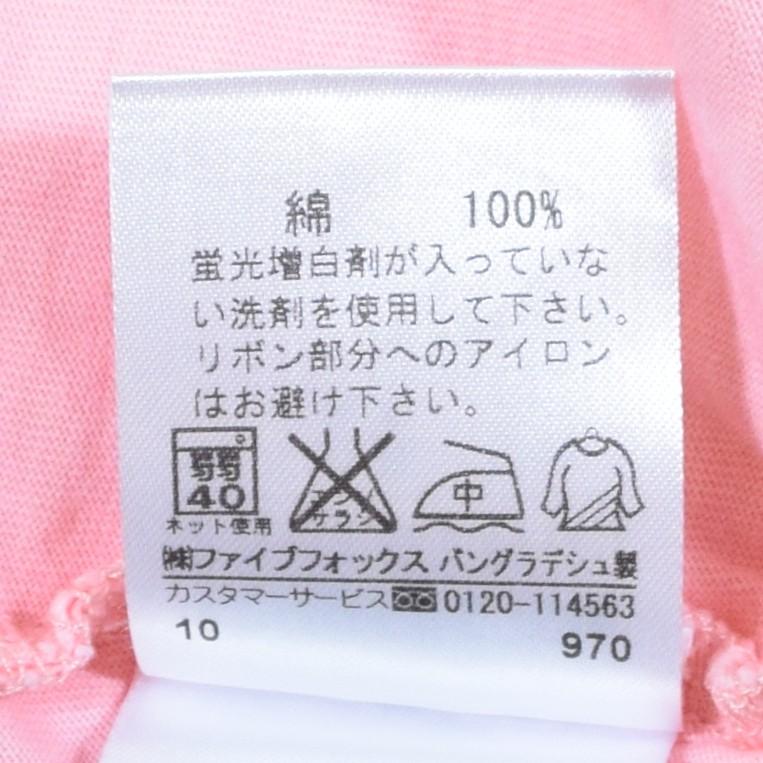 綿 100%
蛍光増白剤が入っていな
い洗剤を使用して下さい。
リボン部分へのアイロン
はお避け下さい。
弱
40
エンソ
サラシ
中
ネット使用
㈱ファイブフォックス バングラデシュ製
カスタマーサービス 0120-114563
10 970